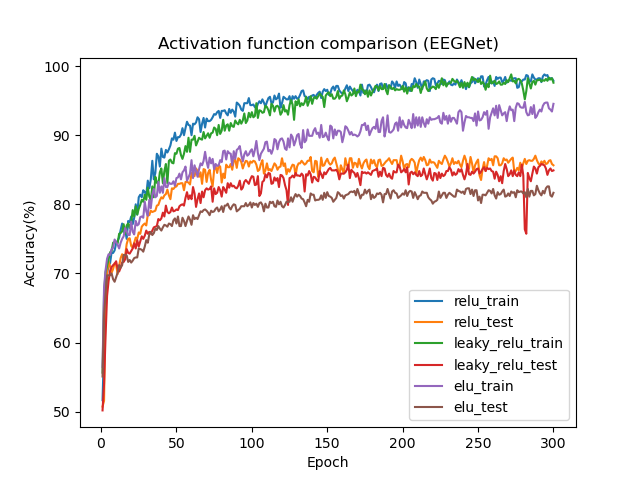 Activation function comparison (EEGNet)
Accuracy(%)
100
90
80
70
60
50
0 50 100 150 200 250 300
Epoch
relu_train
relu_test
leaky_relu_train
leaky_relu_test
elu_train
elu_test